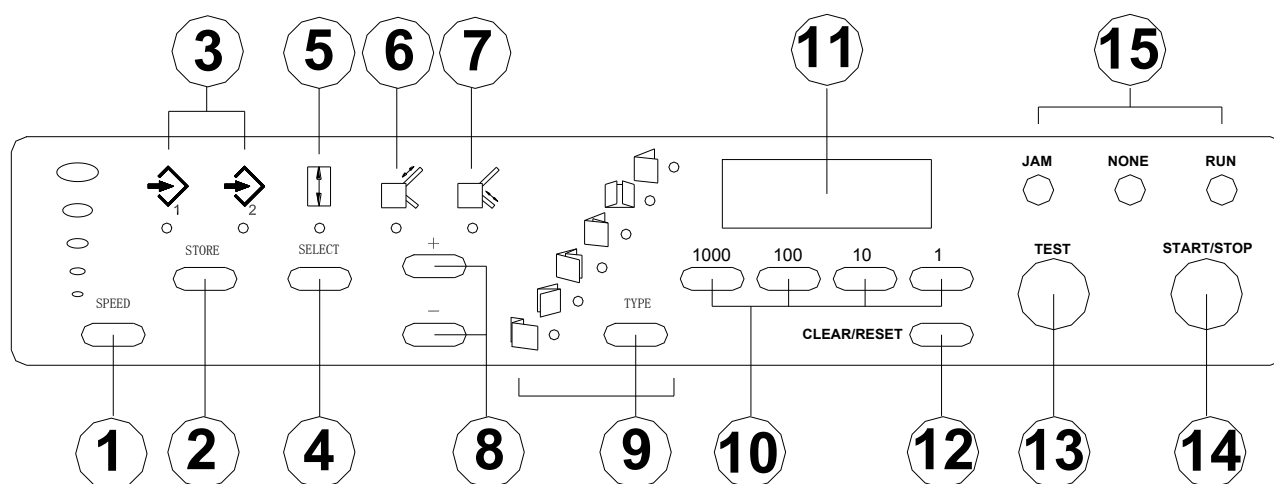 3 5 6 7 11 15
JAM NONE RUN
1 2
STORE SELECT + 1000 100 10 1 TEST START/STOP
SPEED − TYPE
CLEAR/RESET
1 2 4 8 9 10 12 13 14